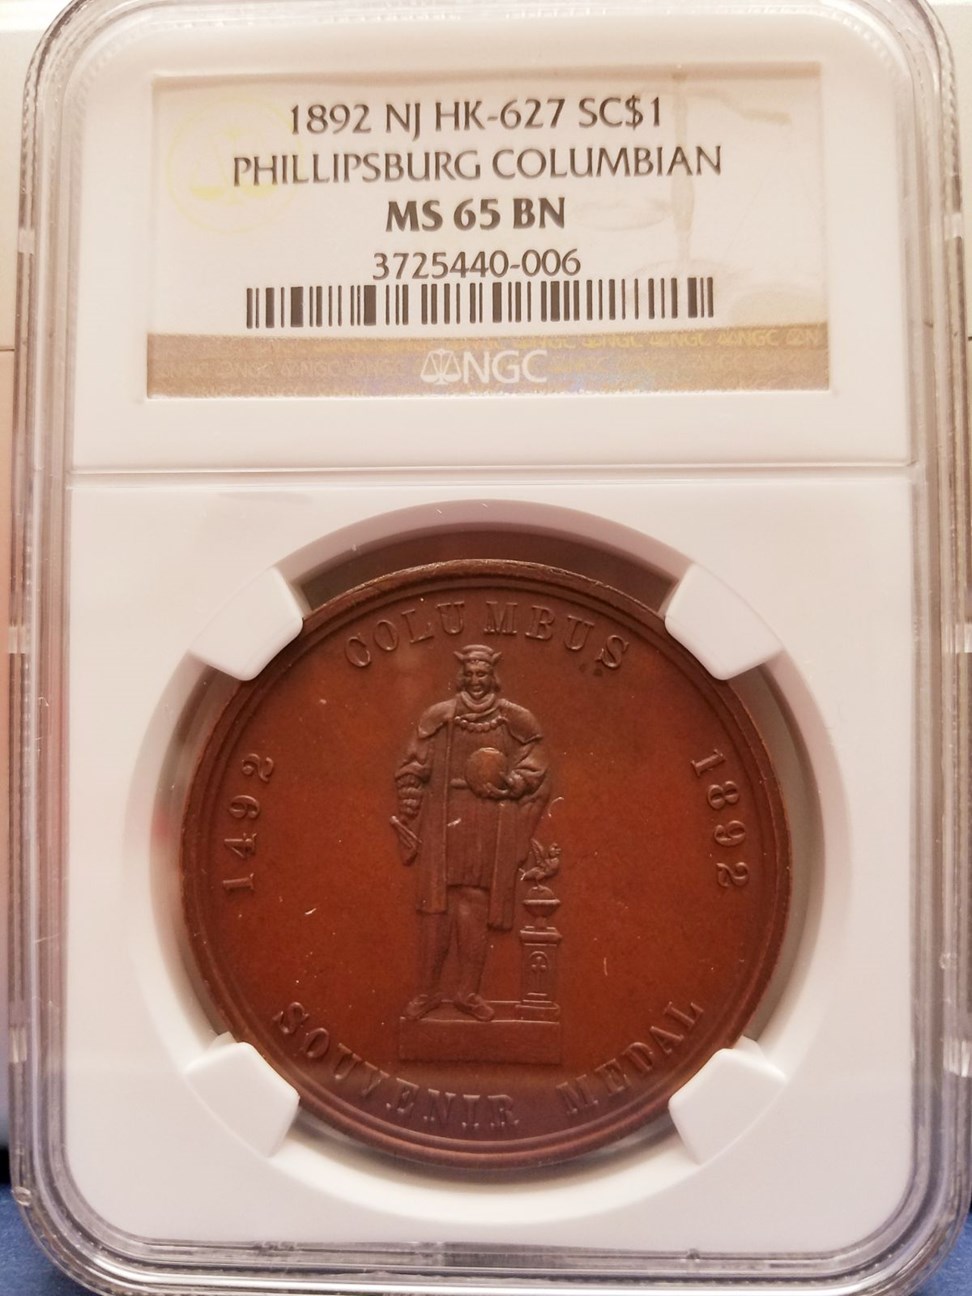 1892 NJ HK-627 SC$1
PHILLIPSBURG COLUMBIAN
MS 65 BN
3725440-006
NGC
COLUMBUS
1492
1892
SOUVENIR MEDAL